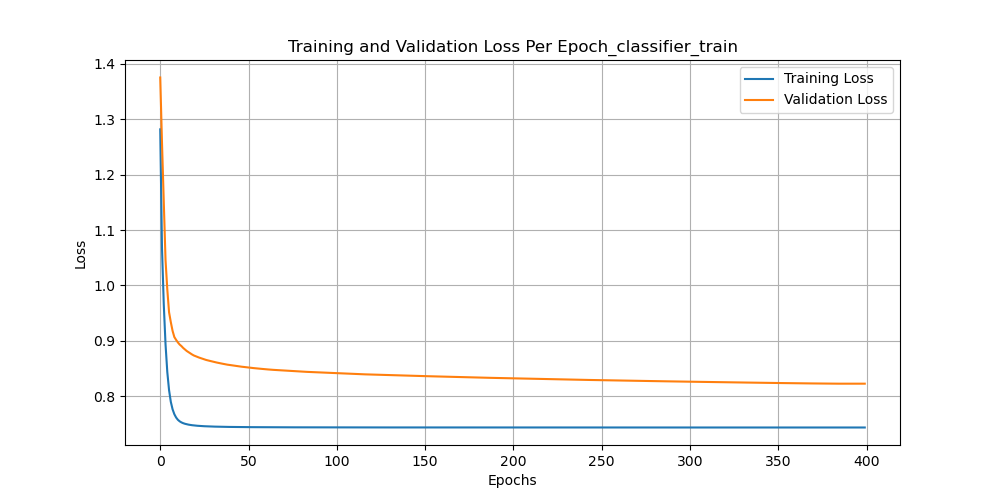 Training and Validation Loss Per Epoch_classifier_train
Loss
1.4
1.3
1.2
1.1
1.0
0.9
0.8
Training Loss
Validation Loss
0 50 100 150 200 250 300 350 400
Epochs